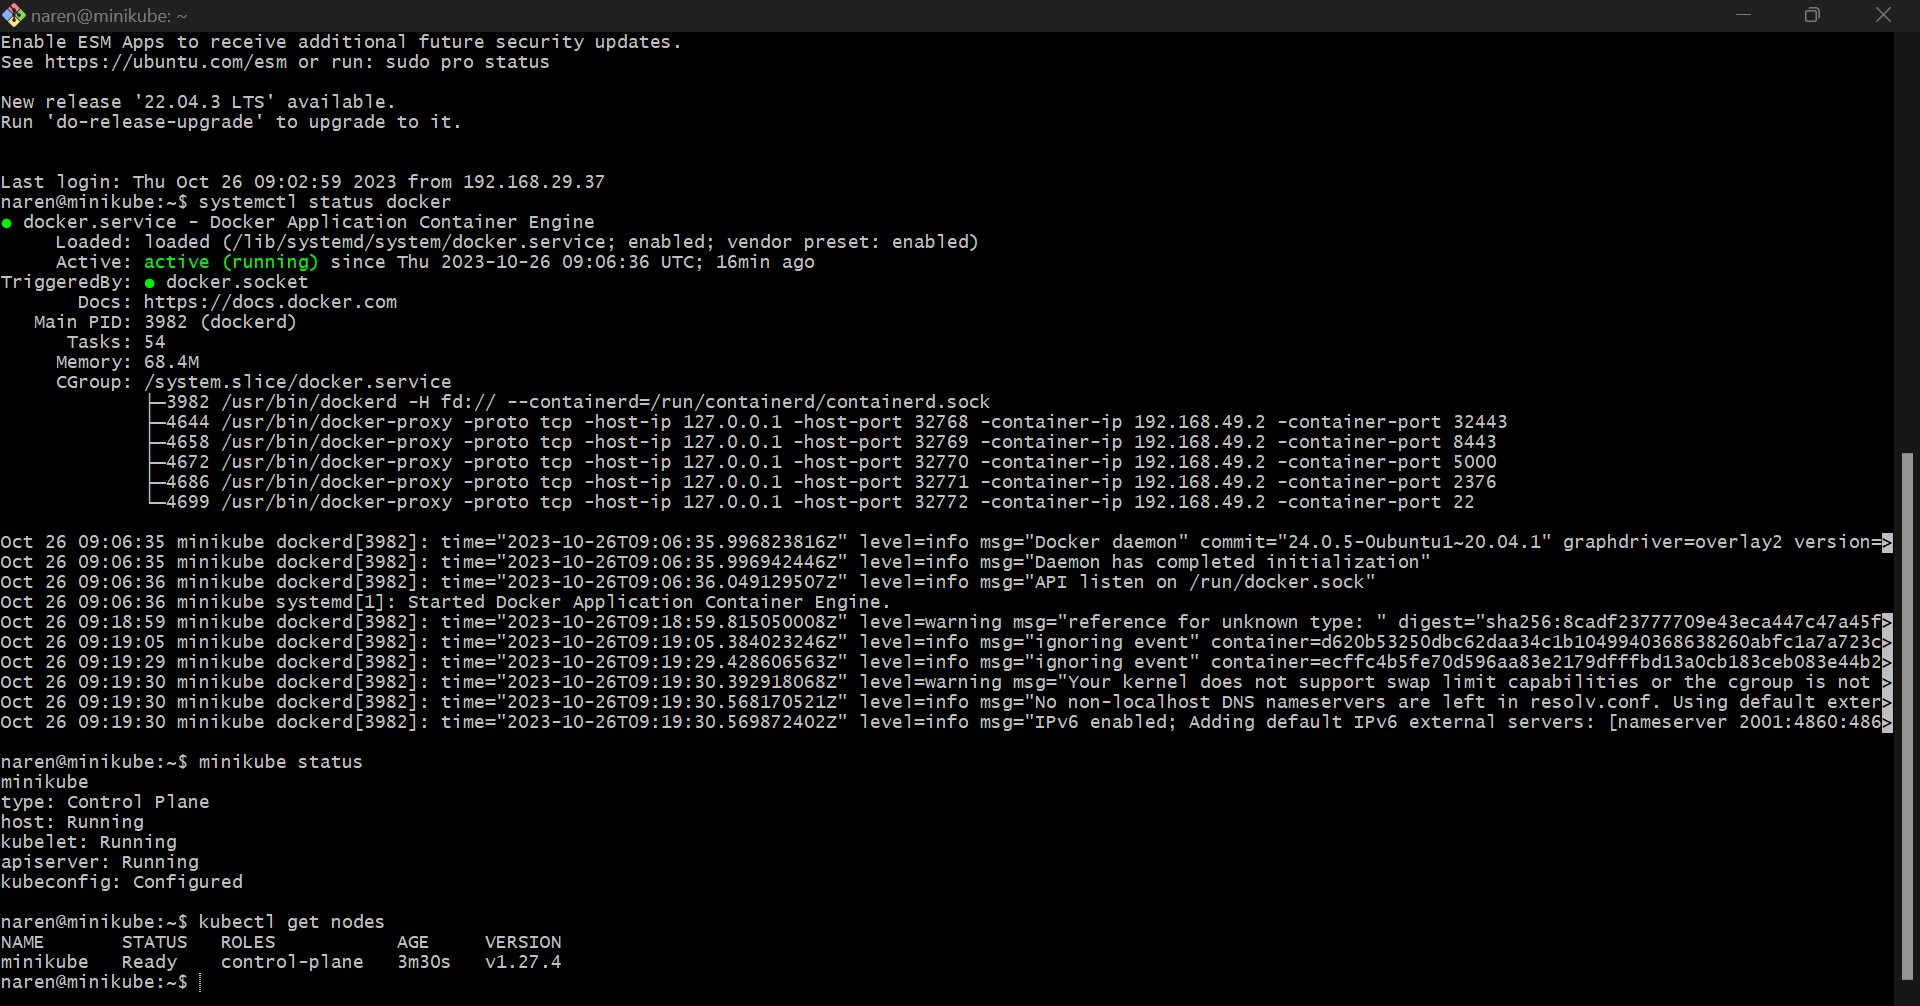 naren@minikube: ~
Enable ESM Apps to receive additional future security updates.
See https://ubuntu.com/esm or run: sudo pro status
New release '22.04.3 LTS' available.
Run 'do-release-upgrade' to upgrade to it.
Last login: Thu Oct 26 09:02:59 2023 from 192.168.29.37
naren@minikube:~$ systemctl status docker
● docker.service - Docker Application Container Engine
     Loaded: loaded (/lib/systemd/system/docker.service; enabled; vendor preset: enabled)
     Active: active (running) since Thu 2023-10-26 09:06:36 UTC; 16min ago
TriggeredBy: ● docker.socket
       Docs: https://docs.docker.com
   Main PID: 3982 (dockerd)
      Tasks: 54
     Memory: 68.4M
     CGroup: /system.slice/docker.service
             ├─3982 /usr/bin/dockerd -H fd:// --containerd=/run/containerd/containerd.sock
             ├─4644 /usr/bin/docker-proxy -proto tcp -host-ip 127.0.0.1 -host-port 32768 -container-ip 192.168.49.2 -container-port 32443
             ├─4658 /usr/bin/docker-proxy -proto tcp -host-ip 127.0.0.1 -host-port 32769 -container-ip 192.168.49.2 -container-port 8443
             ├─4672 /usr/bin/docker-proxy -proto tcp -host-ip 127.0.0.1 -host-port 32770 -container-ip 192.168.49.2 -container-port 5000
             ├─4686 /usr/bin/docker-proxy -proto tcp -host-ip 127.0.0.1 -host-port 32771 -container-ip 192.168.49.2 -container-port 2376
             └─4699 /usr/bin/docker-proxy -proto tcp -host-ip 127.0.0.1 -host-port 32772 -container-ip 192.168.49.2 -container-port 22
Oct 26 09:06:35 minikube dockerd[3982]: time="2023-10-26T09:06:35.996823816Z" level=info msg="Docker daemon" commit="24.0.5-0ubuntu1~20.04.1" graphdriver=overlay2 version=>
Oct 26 09:06:35 minikube dockerd[3982]: time="2023-10-26T09:06:35.996942446Z" level=info msg="Daemon has completed initialization"
Oct 26 09:06:36 minikube dockerd[3982]: time="2023-10-26T09:06:36.049129507Z" level=info msg="API listen on /run/docker.sock"
Oct 26 09:06:36 minikube systemd[1]: Started Docker Application Container Engine.
Oct 26 09:18:59 minikube dockerd[3982]: time="2023-10-26T09:18:59.815050008Z" level=warning msg="reference for unknown type: " digest="sha256:8cadf23777709e43eca447c47a45f>
Oct 26 09:19:05 minikube dockerd[3982]: time="2023-10-26T09:19:05.384023246Z" level=info msg="ignoring event" container=d620b53250dbc62daa34c1b1049940368638260abfc1a7a723c>
Oct 26 09:19:29 minikube dockerd[3982]: time="2023-10-26T09:19:29.428606563Z" level=info msg="ignoring event" container=ecffc4b5fe70d596aa83e2179dfffbd13a0cb183ceb083e44b2>
Oct 26 09:19:30 minikube dockerd[3982]: time="2023-10-26T09:19:30.392918068Z" level=warning msg="Your kernel does not support swap limit capabilities or the cgroup is not >
Oct 26 09:19:30 minikube dockerd[3982]: time="2023-10-26T09:19:30.568170521Z" level=info msg="No non-localhost DNS nameservers are left in resolv.conf. Using default exter>
Oct 26 09:19:30 minikube dockerd[3982]: time="2023-10-26T09:19:30.569872402Z" level=info msg="IPv6 enabled; Adding default IPv6 external servers: [nameserver 2001:4860:486>
naren@minikube:~$ minikube status
minikube
type: Control Plane
host: Running
kubelet: Running
apiserver: Running
kubeconfig: Configured
naren@minikube:~$ kubectl get nodes
NAME       STATUS   ROLES           AGE     VERSION
minikube   Ready    control-plane   3m30s   v1.27.4
naren@minikube:~$